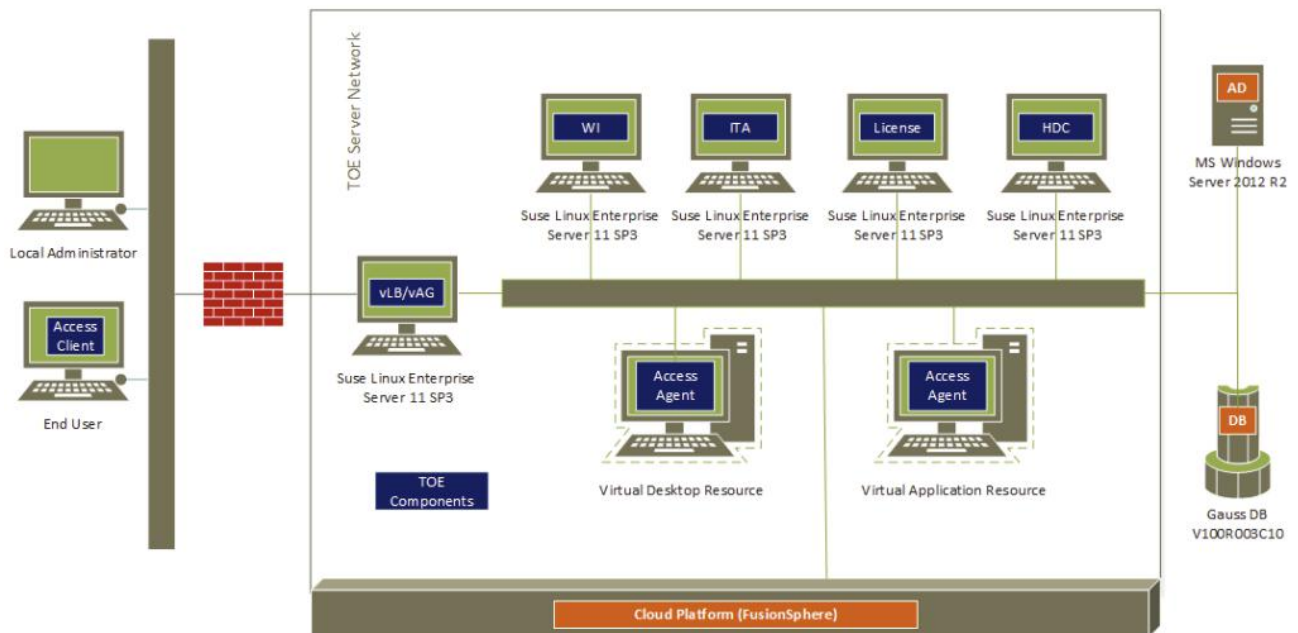 TOE Server Network
WI
ITA
License
HDC
AD
Suse Linux Enterprise
Server 11 SP3
Suse Linux Enterprise
Server 11 SP3
Suse Linux Enterprise
Server 11 SP3
Suse Linux Enterprise
Server 11 SP3
MS Windows
Server 2012 R2
Local Administrator
Access
Client
End User
vLB/vAG
Suse Linux Enterprise
Server 11 SP3
Access
Agent
Virtual Desktop Resource
Access
Agent
Virtual Application Resource
DB
Gauss DB
V100R003C10
TOE
Components
Cloud Platform (FusionSphere)